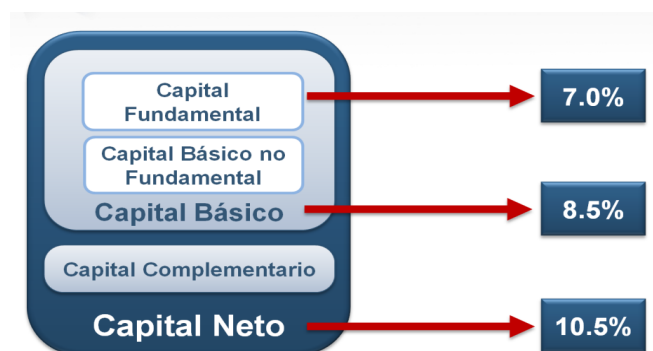 Capital
Fundamental
7.0%
Capital Básico no
Fundamental
Capital Básico
8.5%
Capital Complementario
Capital Neto
10.5%